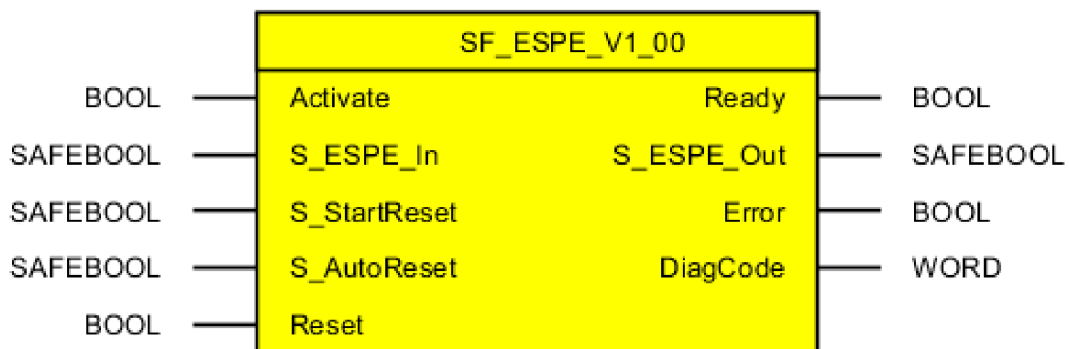 SF_ESPE_V1_00
BOOL Activate Ready BOOL
SAFEBOOL S_ESPE_In S_ESPE_Out SAFEBOOL
SAFEBOOL S_StartReset Error BOOL
SAFEBOOL S_AutoReset DiagCode WORD
BOOL Reset